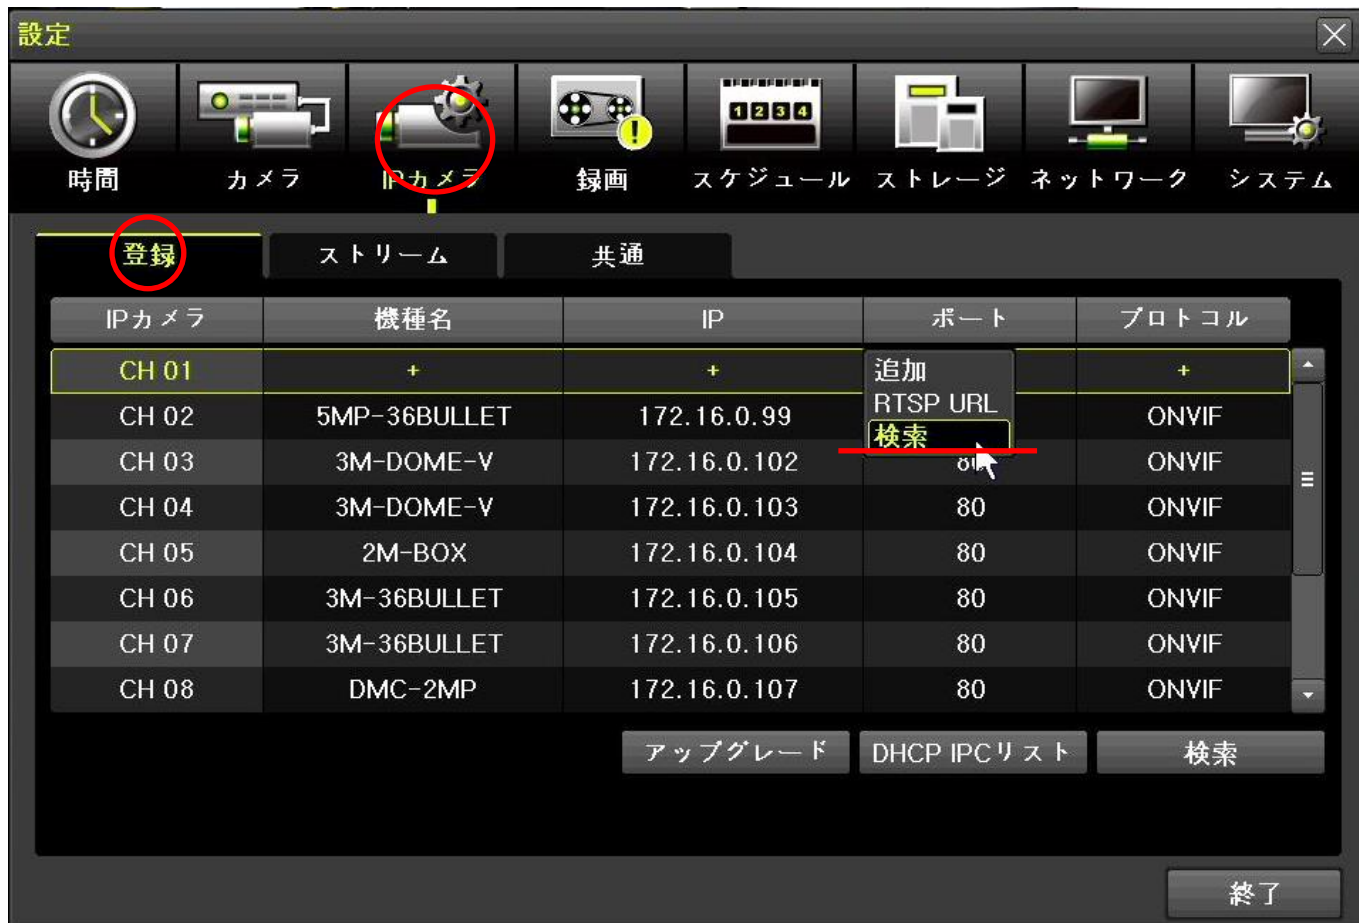 設定
1 2 3 4
時間 カメラ IPカメラ 録画 スケジュール ストレージ ネットワーク システム
登録 ストリーム 共通
IPカメラ 機種名 IP ポート プロトコル
CH 01 + + +
追加
RTSP URL
検索
CH 02 5MP-36BULLET 172.16.0.99 ONVIF
CH 03 3M-DOME-V 172.16.0.102 80 ONVIF
CH 04 3M-DOME-V 172.16.0.103 80 ONVIF
CH 05 2M-BOX 172.16.0.104 80 ONVIF
CH 06 3M-36BULLET 172.16.0.105 80 ONVIF
CH 07 3M-36BULLET 172.16.0.106 80 ONVIF
CH 08 DMC-2MP 172.16.0.107 80 ONVIF
アップグレード DHCP IPCリスト 検索
終了